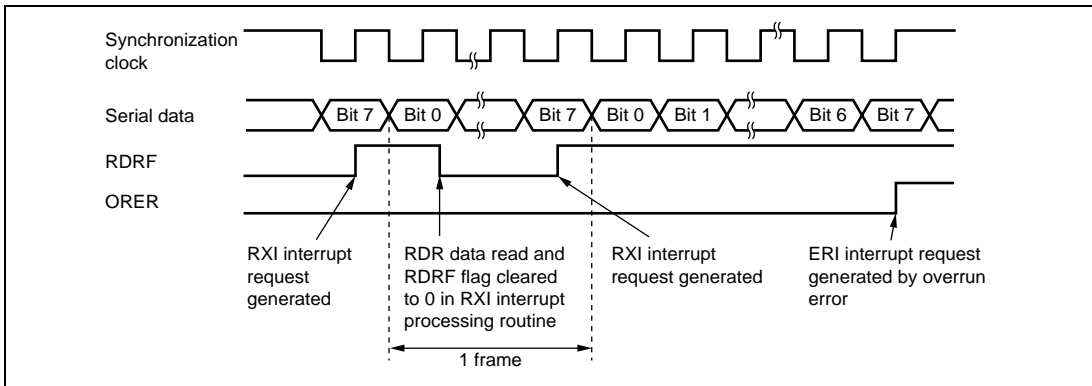 Synchronization
clock
Serial data
Bit 7
Bit 0
Bit 7
Bit 0
Bit 1
Bit 6
Bit 7
RDRF
ORER
RXI interrupt
request
generated
RDR data read and
RDRF flag cleared
to 0 in RXI interrupt
processing routine
RXI interrupt
request generated
ERI interrupt request
generated by overrun
error
1 frame